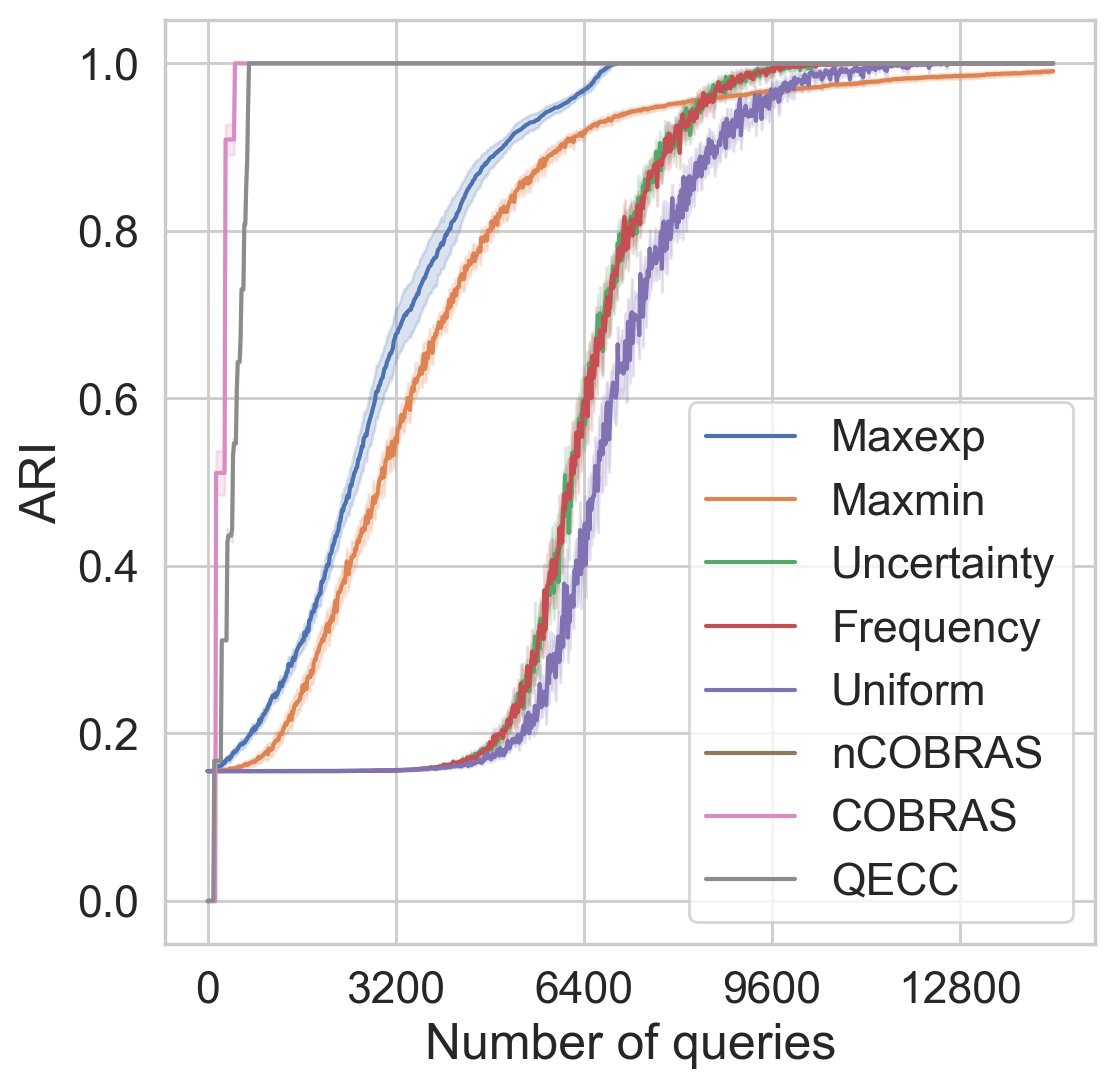 ARI
1.0
0.8
0.6
0.4
0.2
0.0
0 3200 6400 9600 12800
Number of queries
Maxexp
Maxmin
Uncertainty
Frequency
Uniform
nCOBRAS
COBRAS
QECC